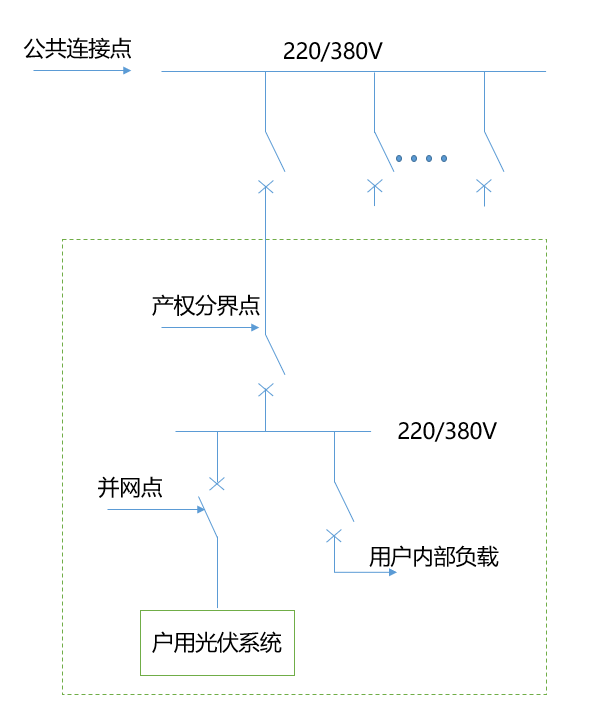 公共连接点
220/380V
产权分界点
220/380V
并网点
用户内部负载
户用光伏系统